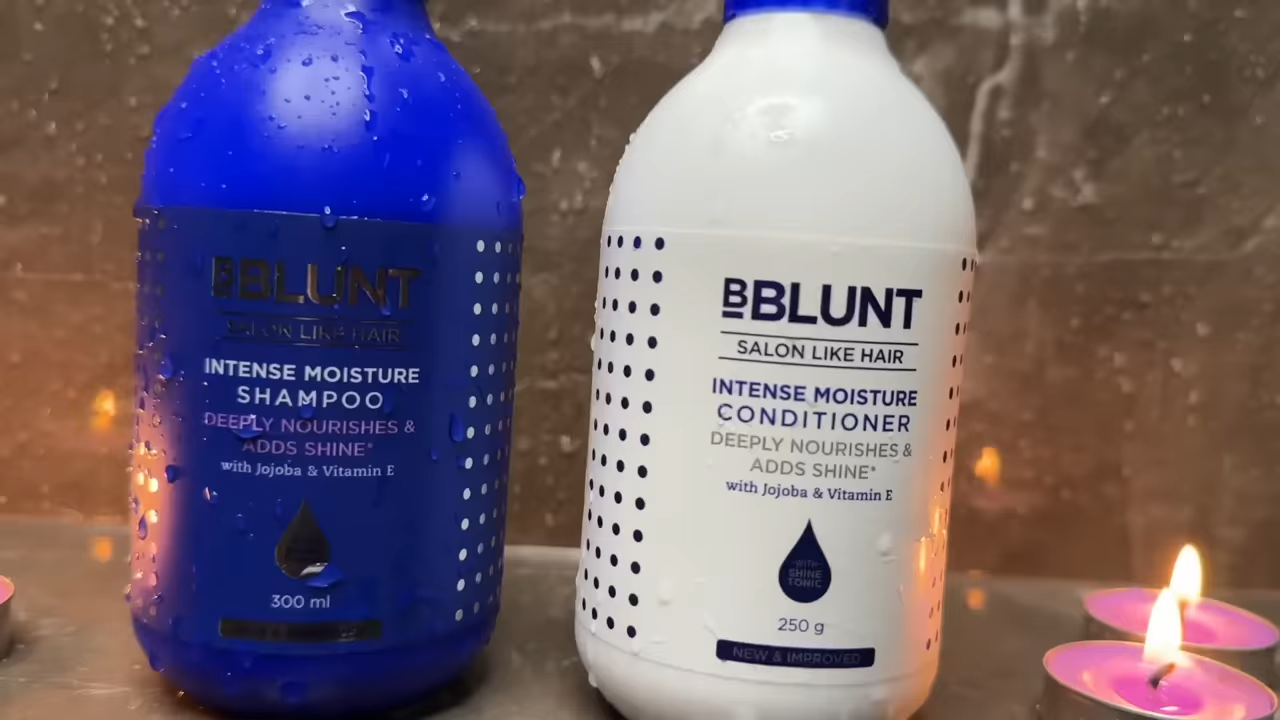 BBLUNT
SALON LIKE HAIR
INTENSE MOISTURE
SHAMPOO
DEEPLY NOURISHES &
ADDS SHINE*
with Jojoba & Vitamin E
300 ml
BBLUNT
SALON LIKE HAIR
INTENSE MOISTURE
CONDITIONER
DEEPLY NOURISHES &
ADDS SHINE*
with Jojoba & Vitamin E
WITH
SHINE
TONIC
250 g
NEW & IMPROVED